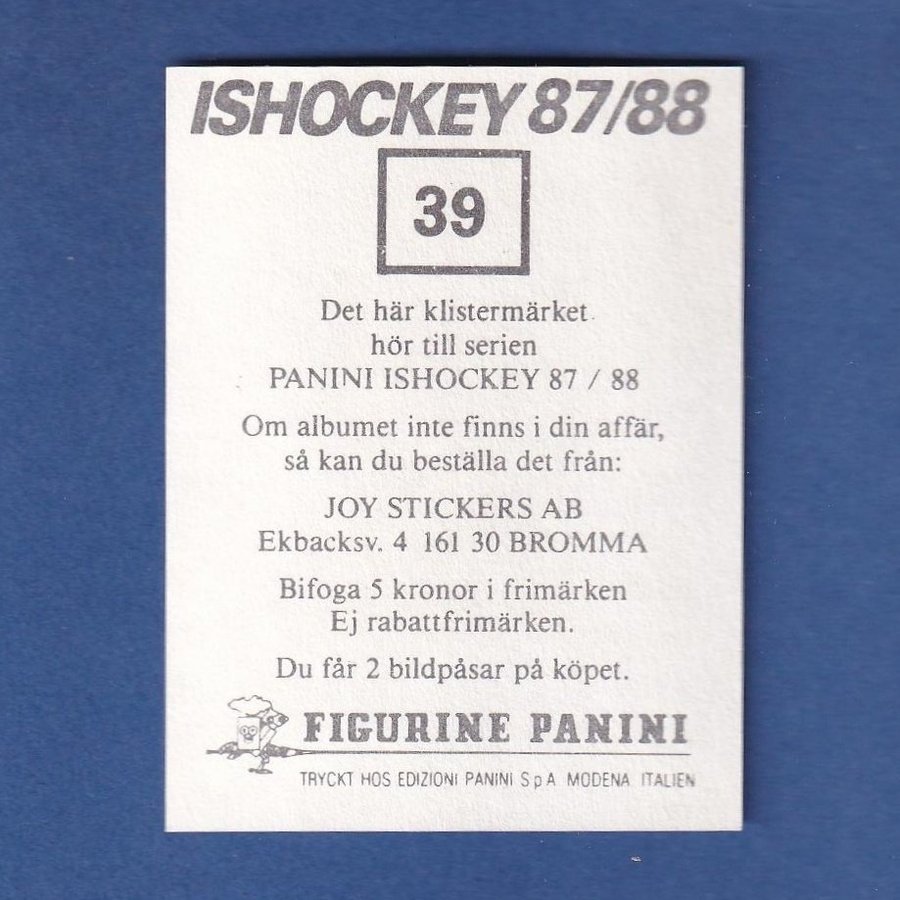 ISHOCKEY 87/88
39
Det här klistermärket
hör till serien
PANINI ISHOCKEY 87 / 88
Om albumet inte finns i din affär,
så kan du beställa det från:
JOY STICKERS AB
Ekbacksv. 4 161 30 BROMMA
Bifoga 5 kronor i frimärken
Ej rabattfrimärken.
Du får 2 bildpåsar på köpet.
FIGURINE PANINI
TRYCKT HOS EDIZIONI PANINI S p A MODENA ITALIEN